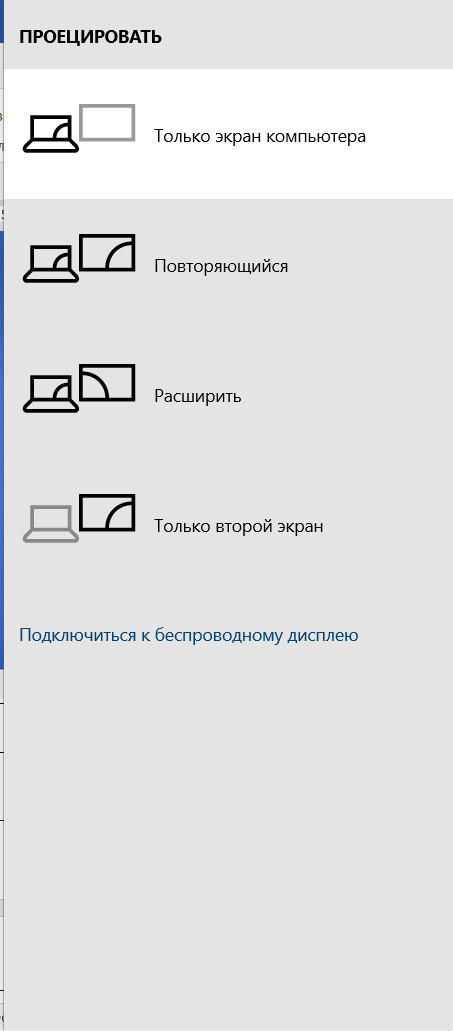 ПРОЕЦИРОВАТЬ
Только экран компьютера
Повторяющийся
Расширить
Только второй экран
Подключиться к беспроводному дисплею